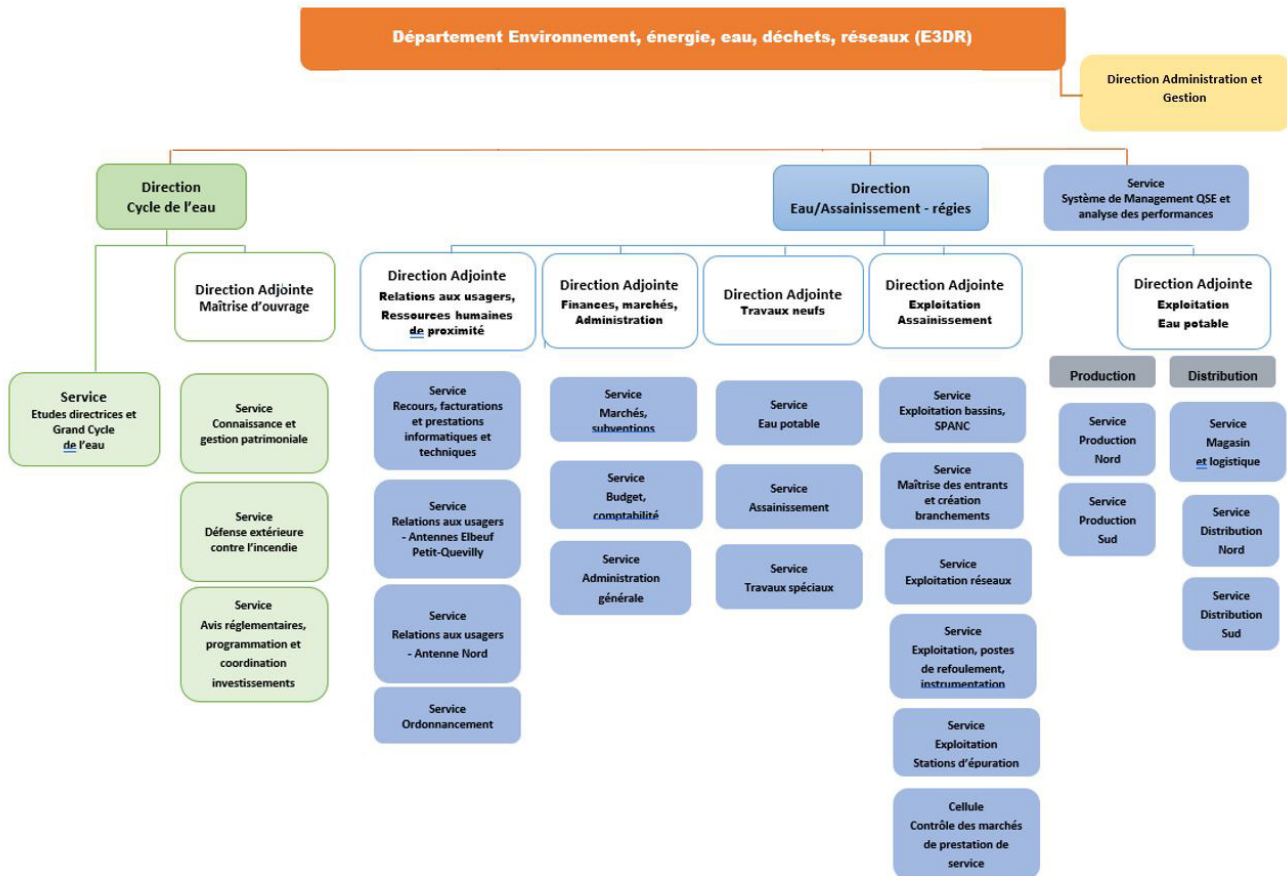 Département Environnement, énergie, eau, déchets, réseaux (E3DR)
Direction Administration et
Gestion
Direction
Cycle de l'eau
Direction
Eau/Assainissement - régies
Service
Système de Management QSE et
analyse des performances
Direction Adjointe
Maîtrise d'ouvrage
Direction Adjointe
Relations aux usagers,
Ressources humaines
de proximité
Direction Adjointe
Finances, marchés,
Administration
Direction Adjointe
Travaux neufs
Direction Adjointe
Exploitation
Assainissement
Direction Adjointe
Exploitation
Eau potable
Service
Etudes directrices et
Grand Cycle
de l'eau
Service
Connaissance et
gestion patrimoniale
Service
Défense extérieure
contre l'incendie
Service
Avis réglementaires,
programmation et
coordination
investissements
Service
Recours, facturations
et prestations
informatiques et
techniques
Service
Relations aux usagers
- Antennes Elbeuf
Petit-Quevilly
Service
Relations aux usagers
- Antenne Nord
Service
Ordonnancement
Service
Marchés,
subventions
Service
Budget,
comptabilité
Service
Administration
générale
Service
Eau potable
Service
Assainissement
Service
Travaux spéciaux
Service
Exploitation bassins,
SPANC
Service
Maîtrise des entrants
et création
branchements
Service
Exploitation réseaux
Service
Exploitation, postes
de refoulement,
instrumentation
Service
Exploitation
Stations d'épuration
Cellule
Contrôle des marchés
de prestation de
service
Production
Service
Production
Nord
Service
Production
Sud
Distribution
Service
Magasin
et logistique
Service
Distribution
Nord
Service
Distribution
Sud